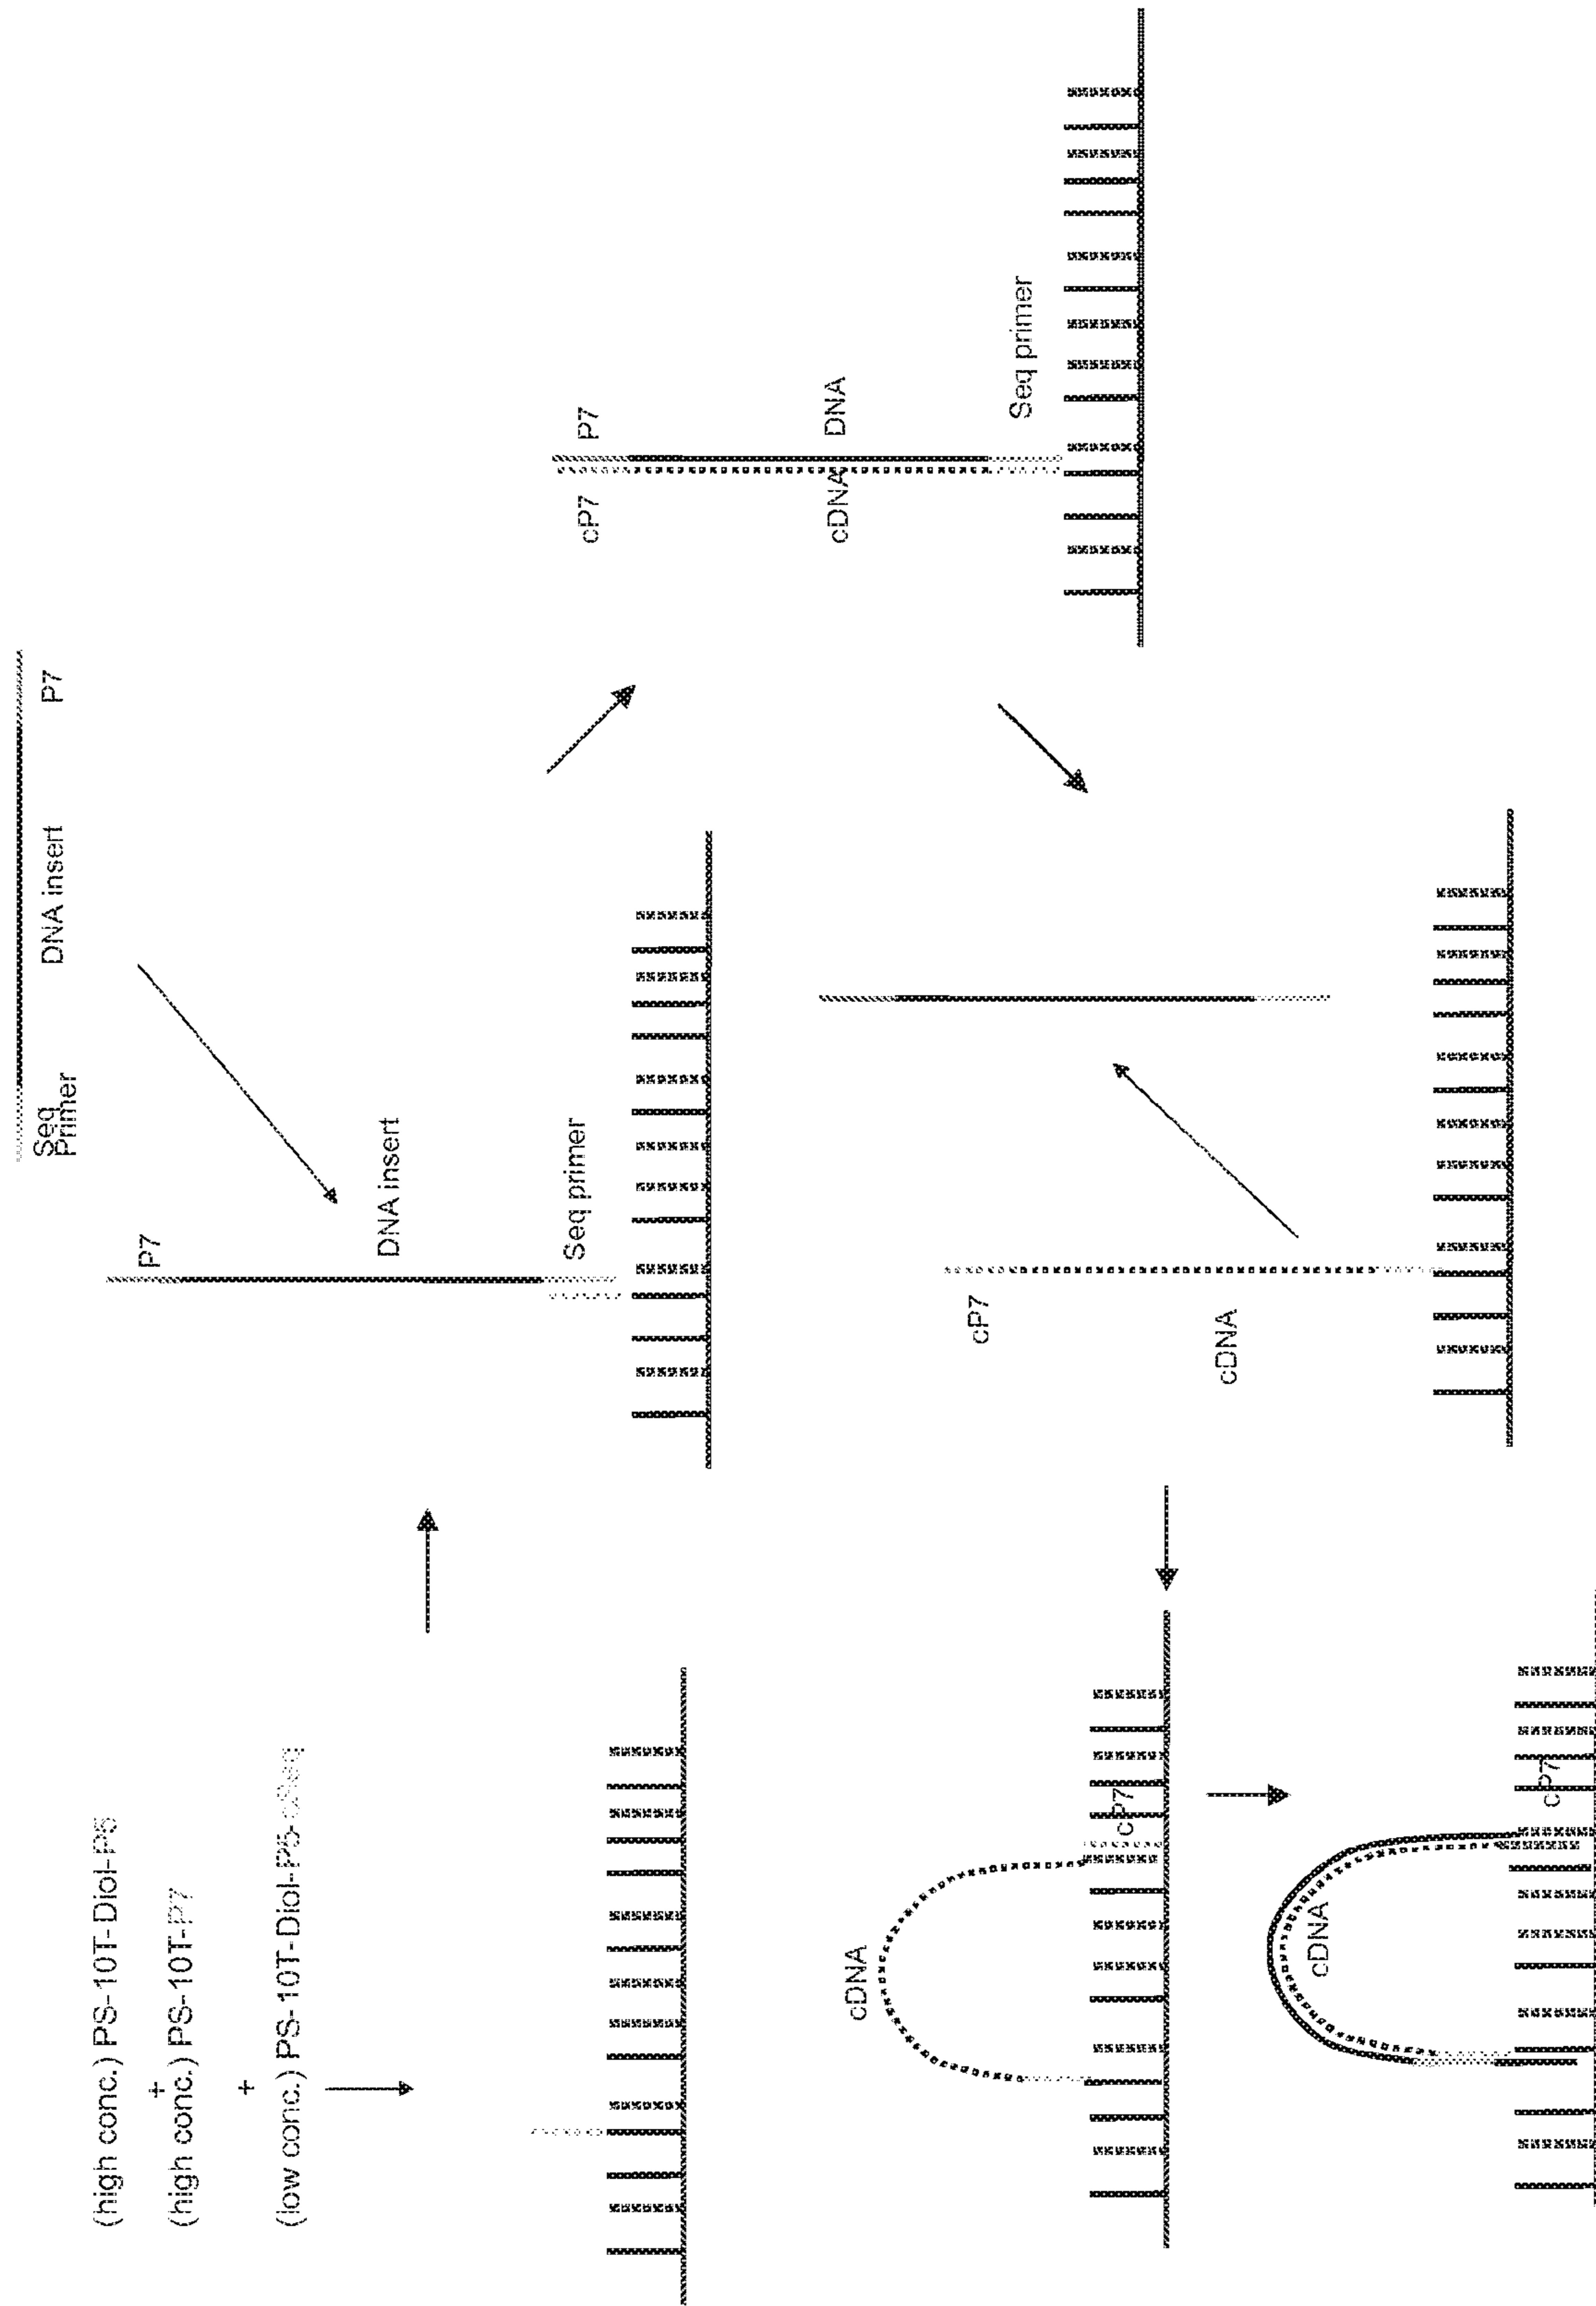 (high conc.) PS-10T-Diol-P5
+
(high conc.) PS-10T-P7
+
(low conc.) PS-10T-Diol-P5-cSeq
Seq
Primer
DNA insert
P7
P7
DNA insert
Seq primer
cP7
P7
cDNA
DNA
Seq primer
cP7
cDNA
cDNA
cP7
cDNA
cP7